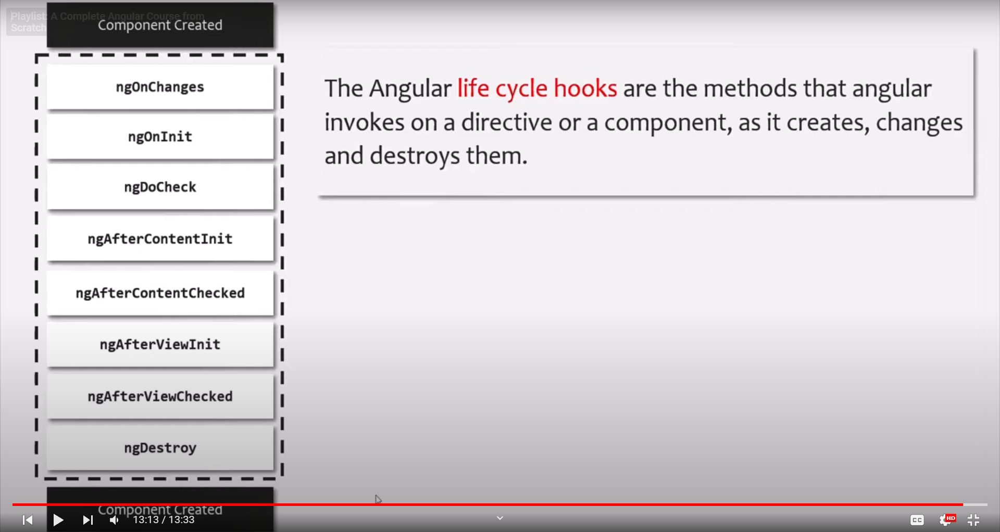 Playlist: A Complete Angular Course from
Scratch
Component Created
ngOnChanges
ngOnInit
ngDoCheck
ngAfterContentInit
ngAfterContentChecked
ngAfterViewInit
ngAfterViewChecked
ngDestroy
Component Created
The Angular life cycle hooks are the methods that angular
invokes on a directive or a component, as it creates, changes
and destroys them.
13:13 / 13:33
CC
HD